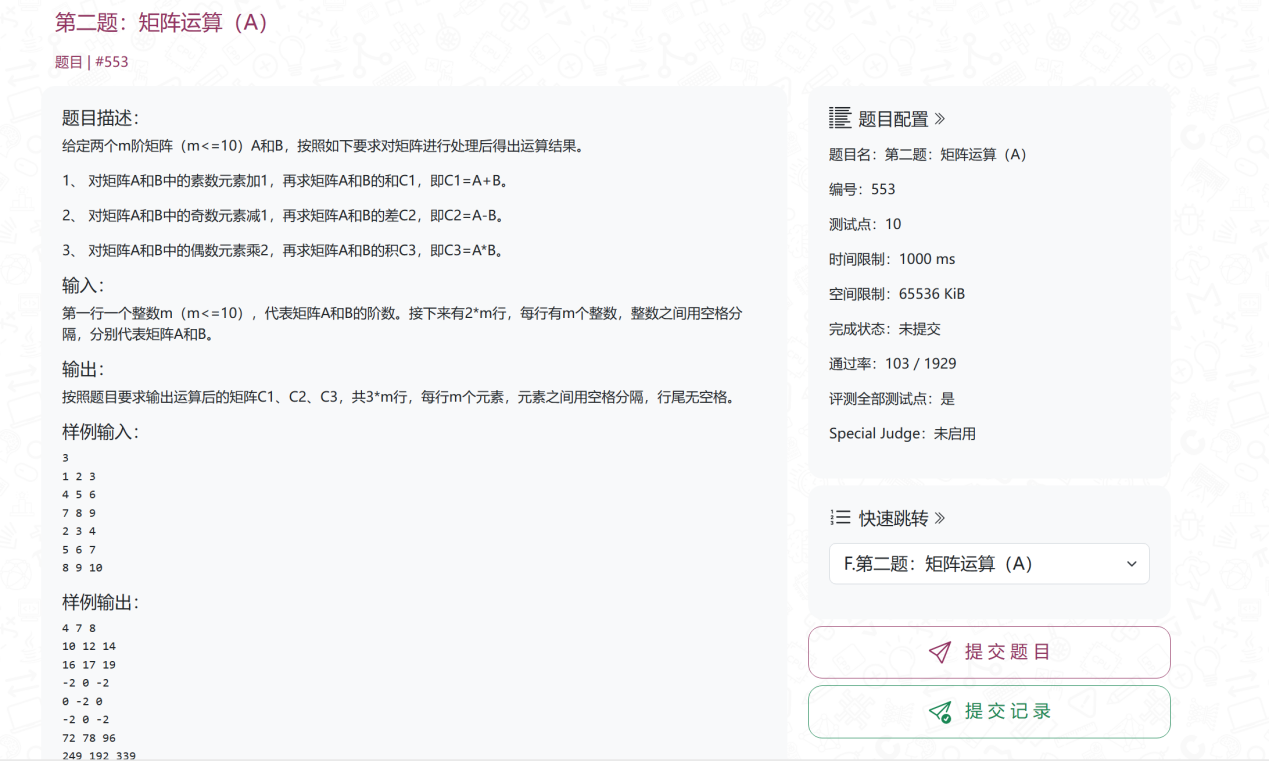 第二题：矩阵运算（A）
题目 | #553
题目描述：
给定两个m阶矩阵（m<=10）A和B，按照如下要求对矩阵进行处理后得出运算结果。
1、 对矩阵A和B中的素数元素加1，再求矩阵A和B的和C1，即C1=A+B。
2、 对矩阵A和B中的奇数元素减1，再求矩阵A和B的差C2，即C2=A-B。
3、 对矩阵A和B中的偶数元素乘2，再求矩阵A和B的积C3，即C3=A*B。
输入：
第一行一个整数m（m<=10），代表矩阵A和B的阶数。接下来有2*m行，每行有m个整数，整数之间用空格分
隔，分别代表矩阵A和B。
输出：
按照题目要求输出运算后的矩阵C1、C2、C3，共3*m行，每行m个元素，元素之间用空格分隔，行尾无空格。
样例输入：
3
1 2 3
4 5 6
7 8 9
2 3 4
5 6 7
8 9 10
样例输出：
4 7 8
10 12 14
16 17 19
-2 0 -2
0 -2 0
-2 0 -2
72 78 96
249 192 339
题目配置
题目名：第二题：矩阵运算（A）
编号：553
测试点：10
时间限制：1000 ms
空间限制：65536 KiB
完成状态：未提交
通过率：103 / 1929
评测全部测试点：是
Special Judge：未启用
快速跳转
F.第二题：矩阵运算（A）
提交题目
提交记录